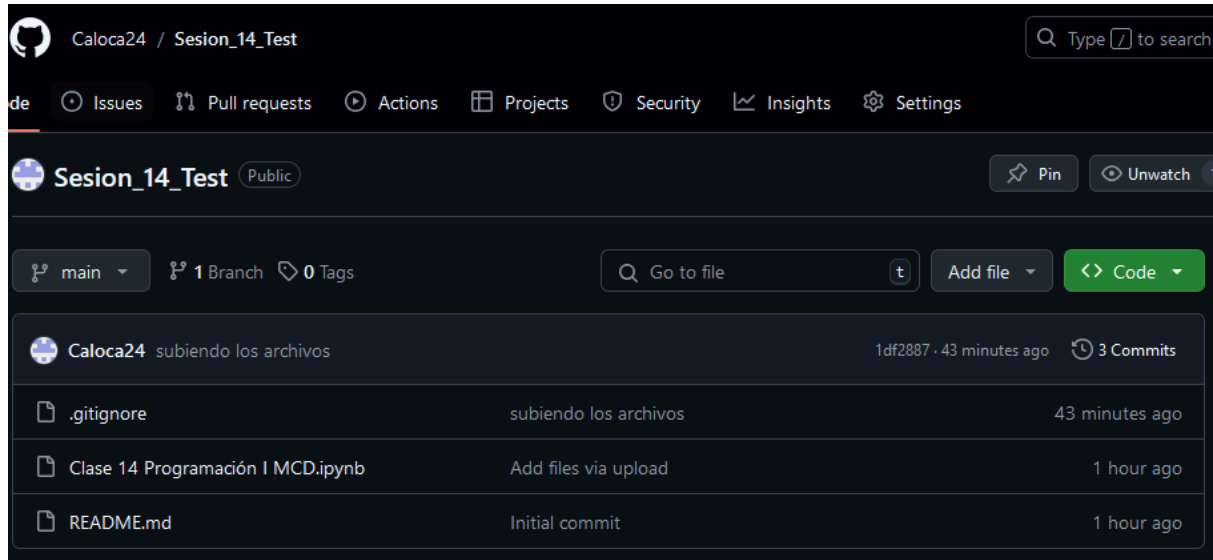 Caloca24 / Sesion_14_Test Type / to search
de Issues Pull requests Actions Projects Security Insights Settings
Sesion_14_Test Public Pin Unwatch
main 1 Branch 0 Tags Go to file t Add file <> Code
Caloca24 subiendo los archivos 1df2887 · 43 minutes ago 3 Commits
.gitignore subiendo los archivos 43 minutes ago
Clase 14 Programación I MCD.ipynb Add files via upload 1 hour ago
README.md Initial commit 1 hour ago